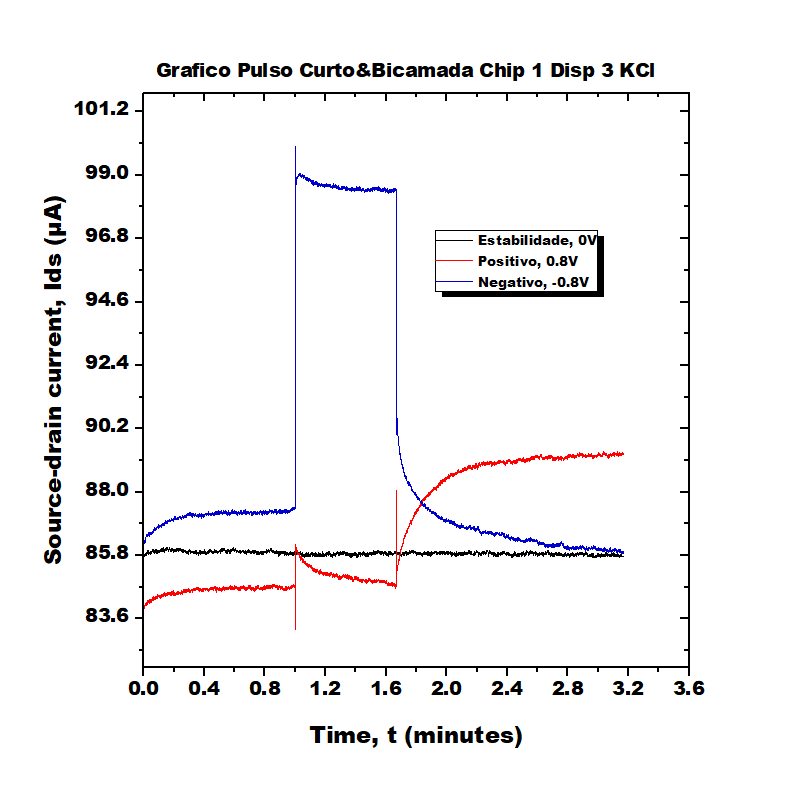 Grafico Pulso Curto&Bicamada Chip 1 Disp 3 KCl
101.2
99.0
96.8
94.6
92.4
90.2
88.0
85.8
83.6
Source-drain current, Ids (µA)
Estabilidade, 0V
Positivo, 0.8V
Negativo, -0.8V
0.0 0.4 0.8 1.2 1.6 2.0 2.4 2.8 3.2 3.6
Time, t (minutes)